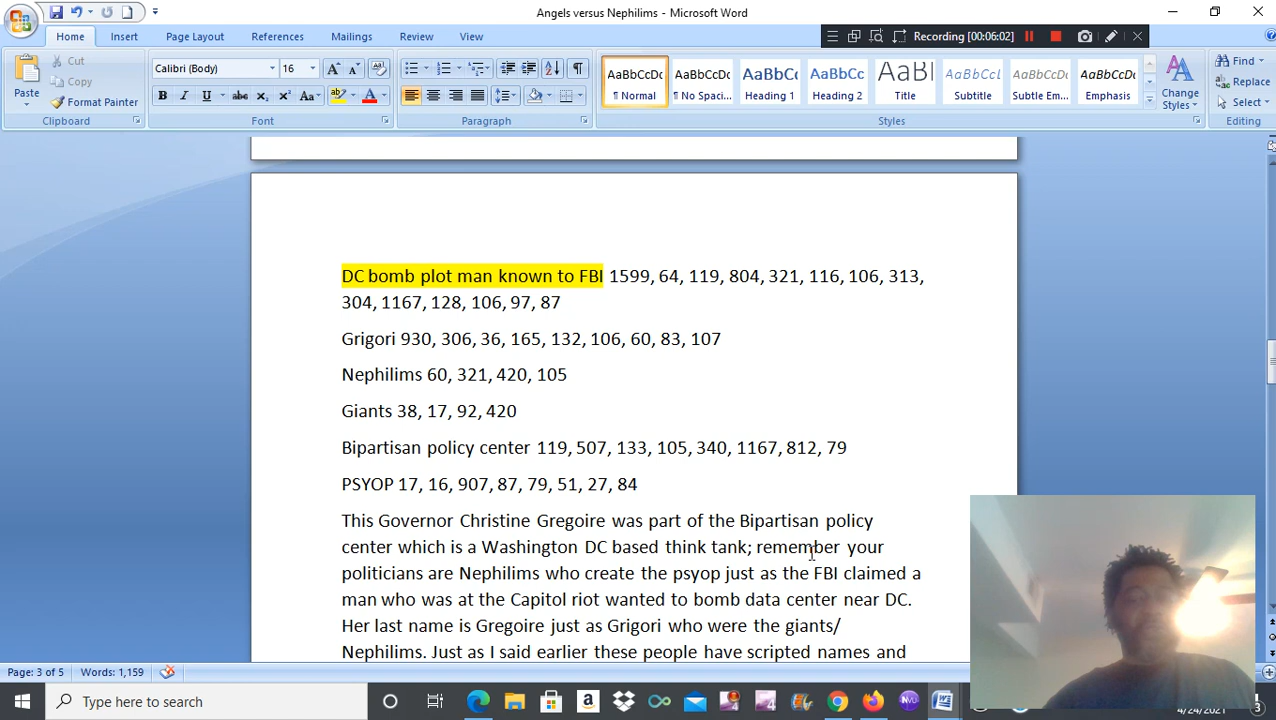 Angels versus Nephilims - Microsoft Word
Home Insert Page Layout References Mailings Review View
Recording [00:06:02]
Cut
Copy
Format Painter
Paste
Clipboard
Calibri (Body) 16
Font
Paragraph
AaBbCcDc AaBbCcDc AaBbCc AaBbCc AaBl AaBbCcL AaBbCcDc AaBbCcDc
¶ Normal ¶ No Spaci... Heading 1 Heading 2 Title Subtitle Subtle Em... Emphasis
Change Styles
Styles
Find
Replace
Select
Editing
DC bomb plot man known to FBI 1599, 64, 119, 804, 321, 116, 106, 313,
304, 1167, 128, 106, 97, 87
Grigori 930, 306, 36, 165, 132, 106, 60, 83, 107
Nephilims 60, 321, 420, 105
Giants 38, 17, 92, 420
Bipartisan policy center 119, 507, 133, 105, 340, 1167, 812, 79
PSYOP 17, 16, 907, 87, 79, 51, 27, 84
This Governor Christine Gregoire was part of the Bipartisan policy
center which is a Washington DC based think tank; remember your
politicians are Nephilims who create the psyop just as the FBI claimed a
man who was at the Capitol riot wanted to bomb data center near DC.
Her last name is Gregoire just as Grigori who were the giants/
Nephilims. Just as I said earlier these people have scripted names and
Page: 3 of 5 Words: 1,159
Type here to search
4/24/2021